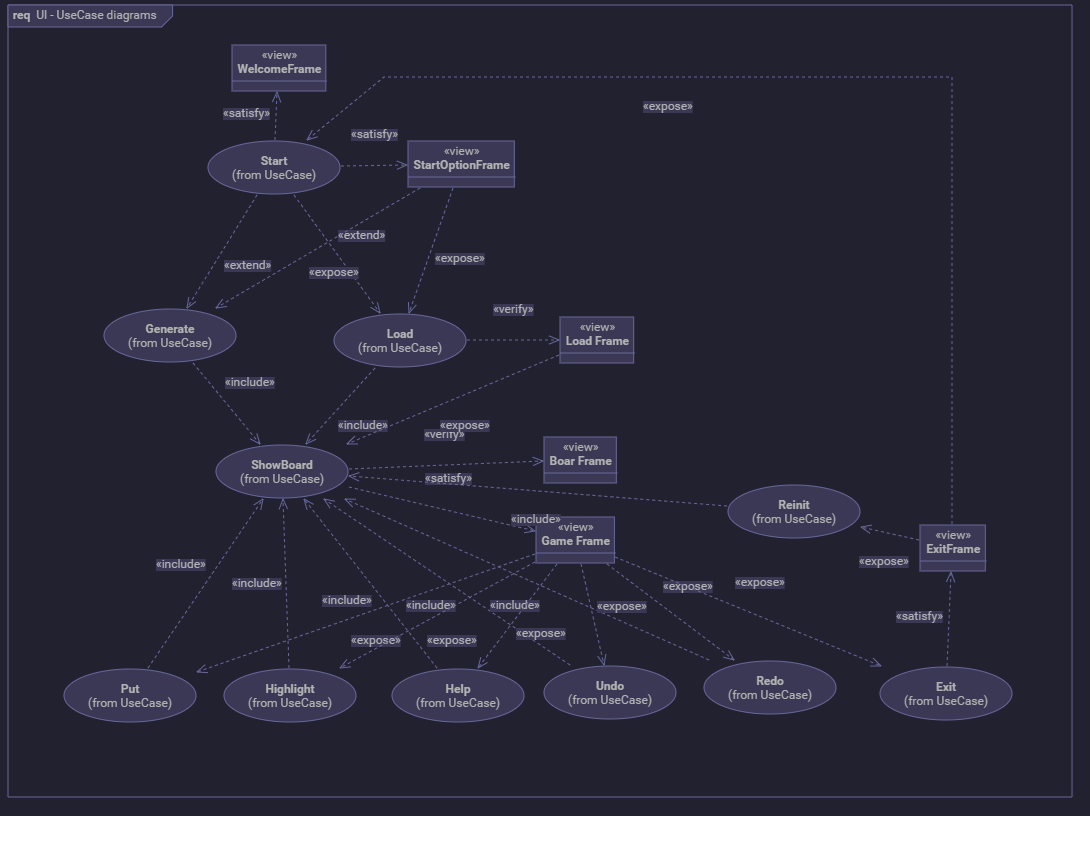 req UI - UseCase diagrams
«view»
WelcomeFrame
«expose»
«satisfy»
«satisfy»
«view»
StartOptionFrame
Start
(from UseCase)
«extend»
«expose»
«extend»
«expose»
«verify»
Generate
(from UseCase)
Load
(from UseCase)
«view»
Load Frame
«include»
«include»
«expose»
«verify»
«view»
Boar Frame
ShowBoard
(from UseCase)
«satisfy»
Reinit
(from UseCase)
«include»
«view»
Game Frame
«view»
ExitFrame
«include»
«expose»
«include»
«expose»
«expose»
«include»
«include»
«include»
«expose»
«satisfy»
«expose»
«expose»
«expose»
Put
(from UseCase)
Highlight
(from UseCase)
Help
(from UseCase)
Undo
(from UseCase)
Redo
(from UseCase)
Exit
(from UseCase)